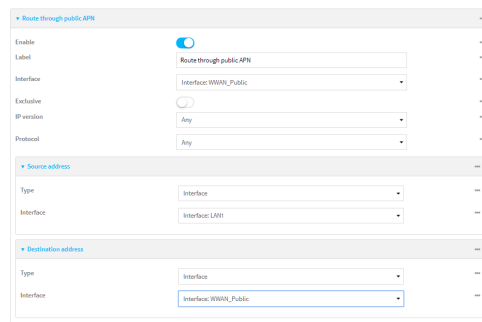 Route through public APN
Enable
Label Route through public APN
Interface Interface: WWAN_Public
Exclusive
IP version Any
Protocol Any
Source address
Type Interface
Interface Interface: LAN1
Destination address
Type Interface
Interface Interface: WWAN_Public